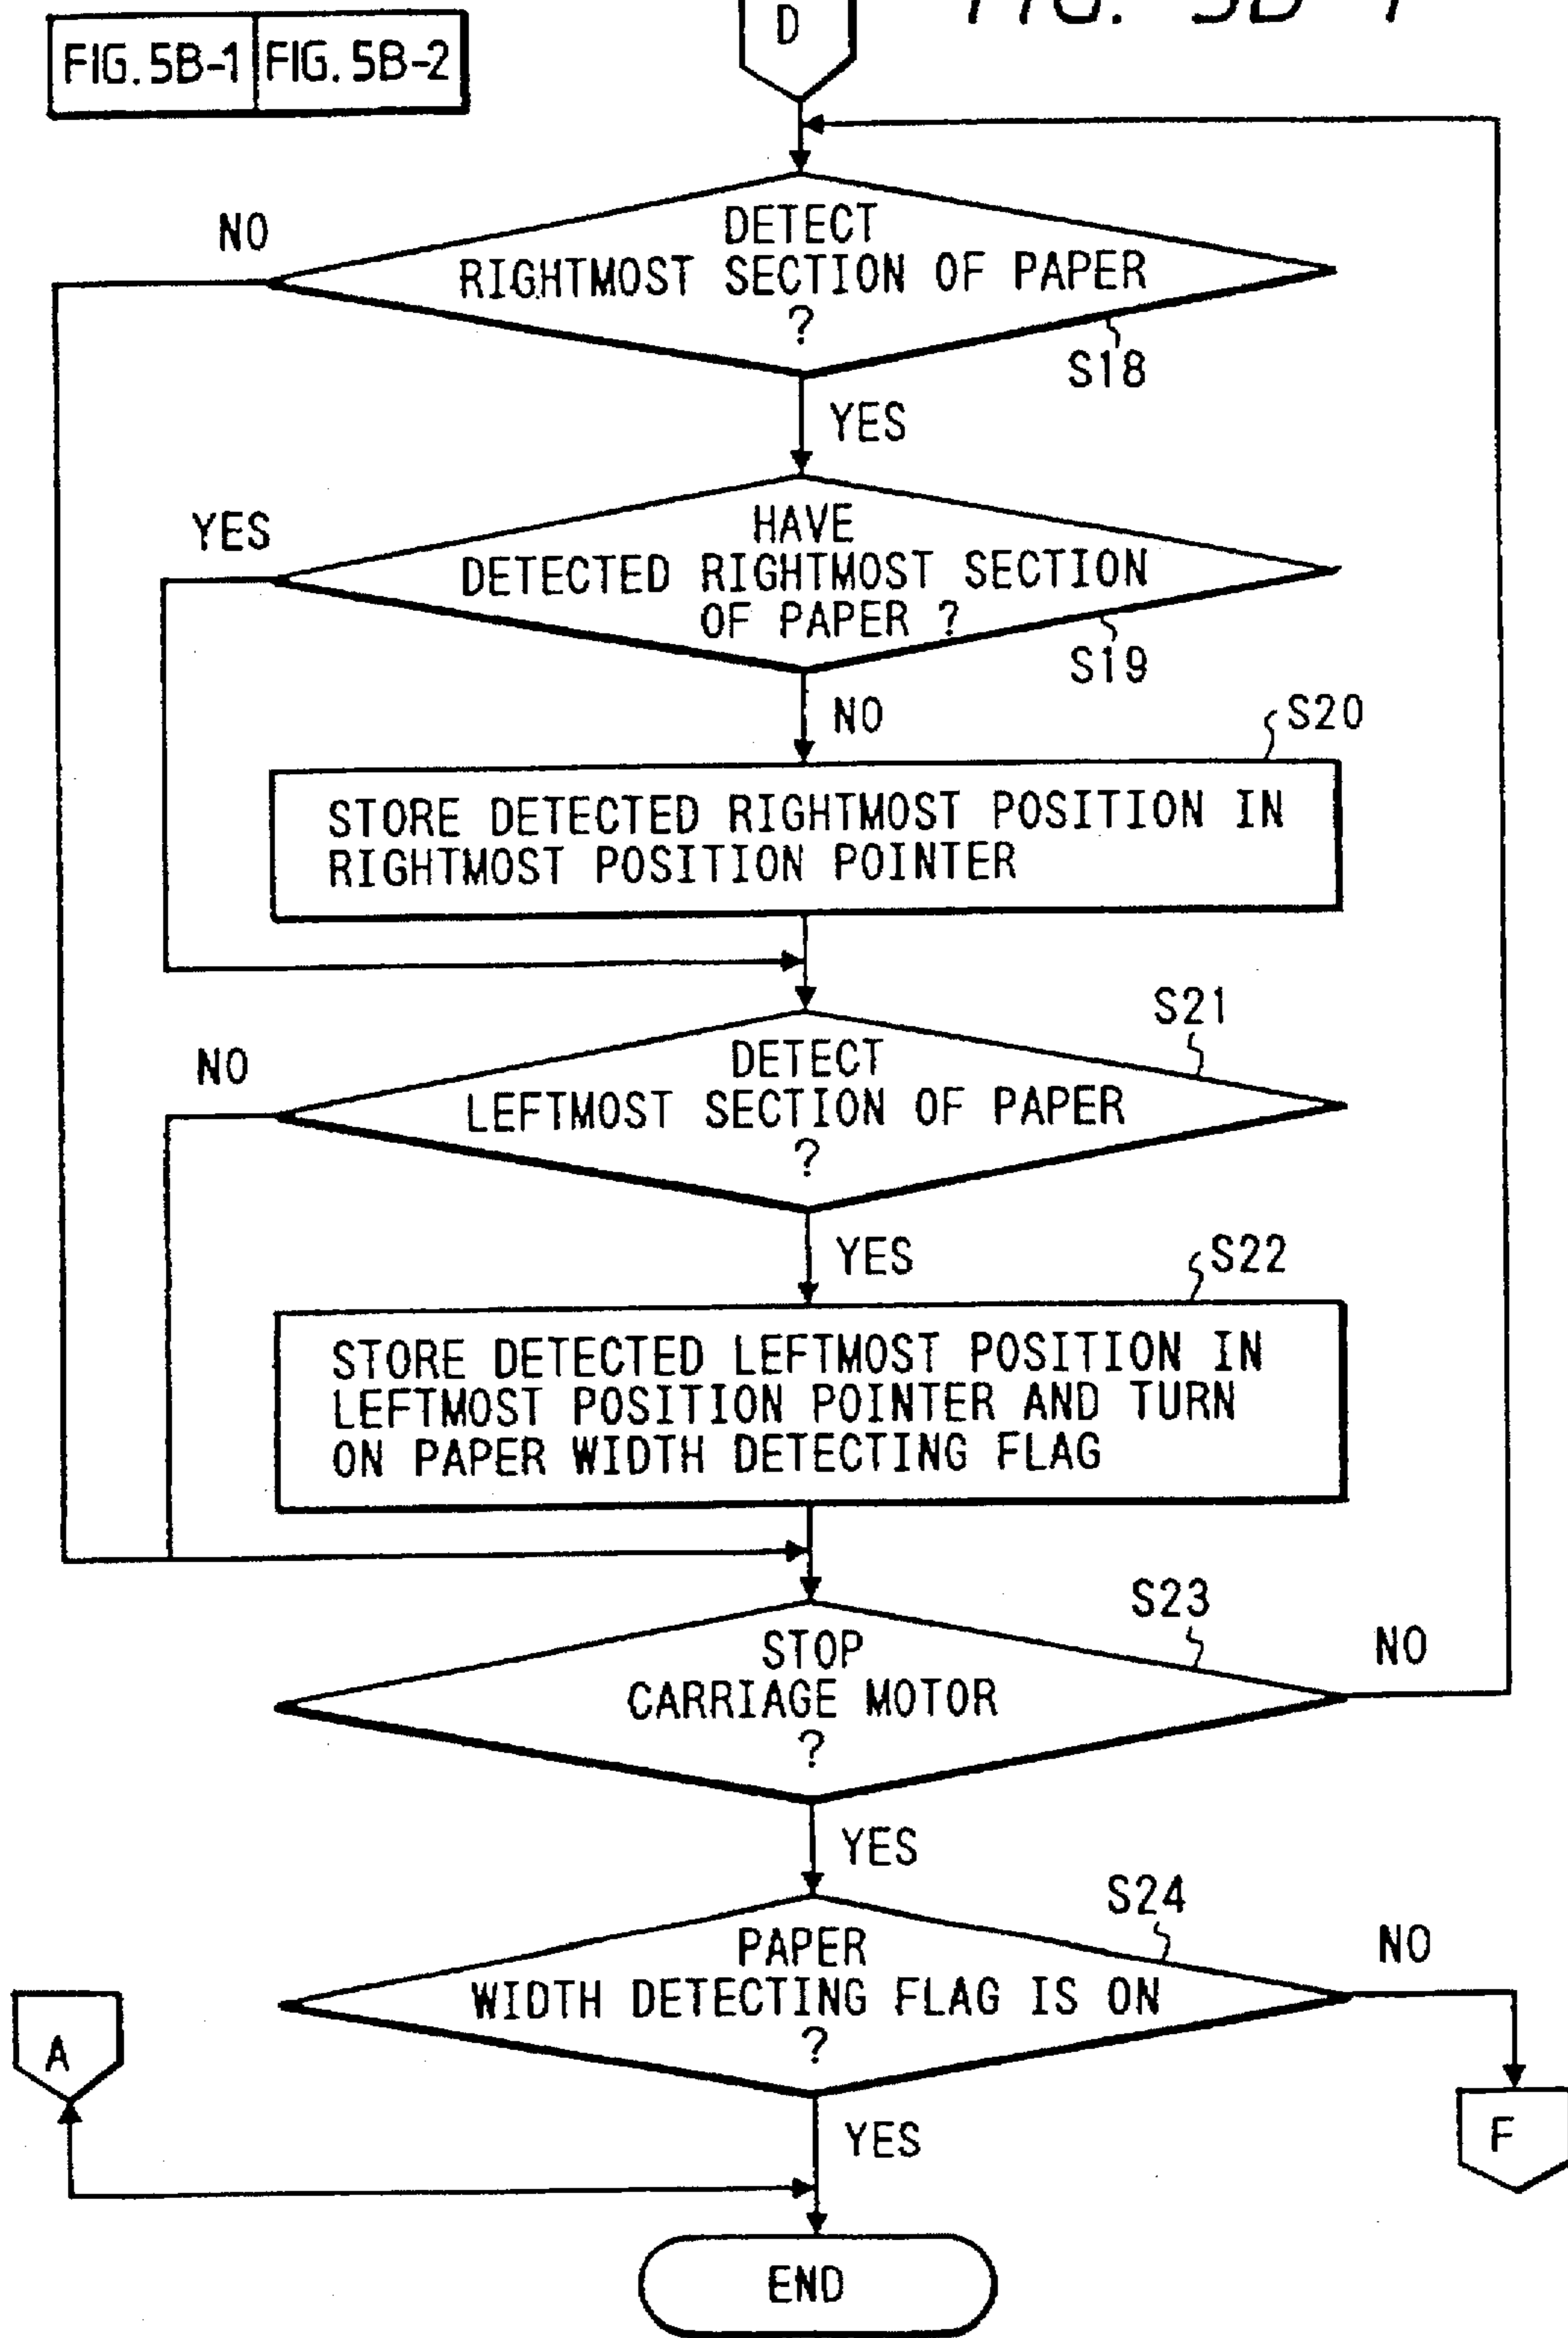 FIG. 5B-1
FIG. 5B-1 FIG. 5B-2
D
DETECT
RIGHTMOST SECTION OF PAPER
?
NO
S18
YES
HAVE
DETECTED RIGHTMOST SECTION
OF PAPER ?
YES
S19
NO
S20
STORE DETECTED RIGHTMOST POSITION IN
RIGHTMOST POSITION POINTER
S21
DETECT
LEFTMOST SECTION OF PAPER
?
NO
YES
S22
STORE DETECTED LEFTMOST POSITION IN
LEFTMOST POSITION POINTER AND TURN
ON PAPER WIDTH DETECTING FLAG
S23
STOP
CARRIAGE MOTOR
?
NO
YES
S24
PAPER
WIDTH DETECTING FLAG IS ON
?
NO
A
F
YES
END